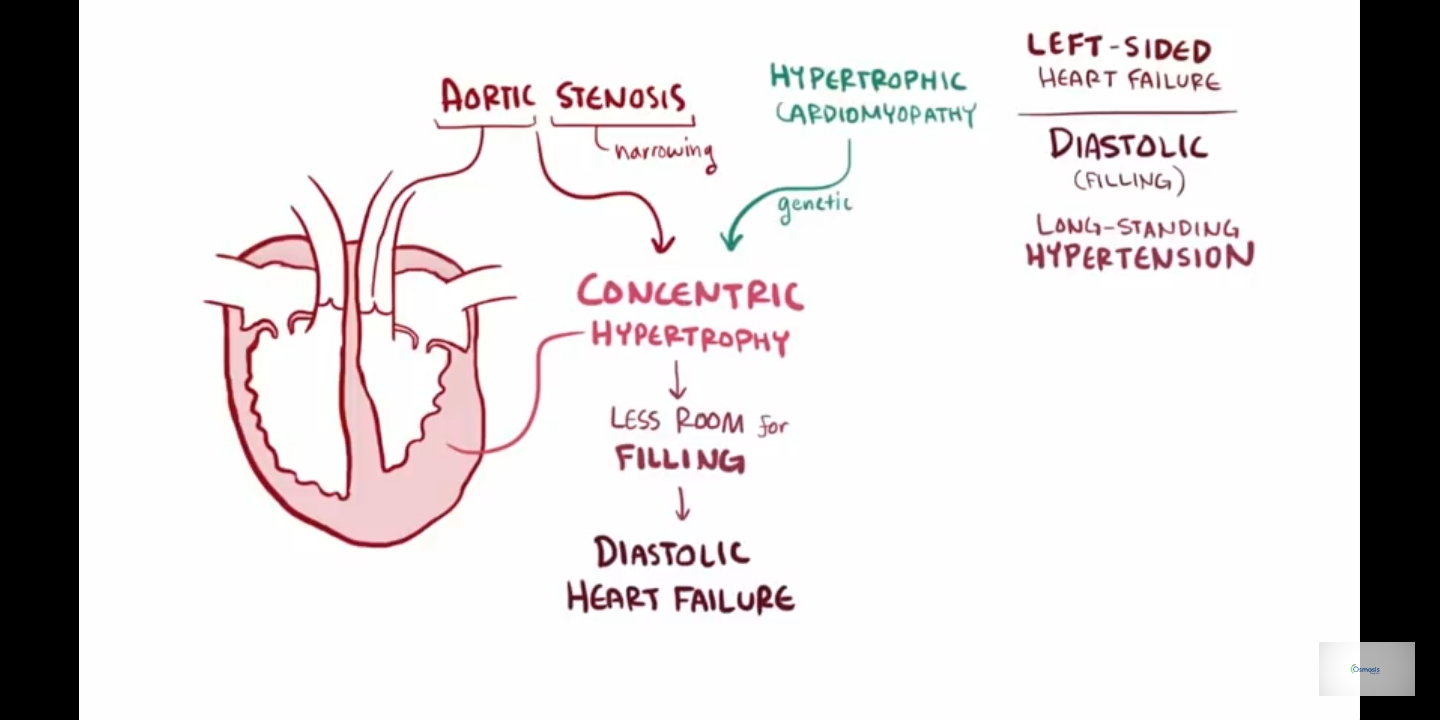 AORTIC STENOSIS
narrowing
HYPERTROPHIC
CARDIOMYOPATHY
genetic
CONCENTRIC
HYPERTROPHY
LESS ROOM for
FILLING
DIASTOLIC
HEART FAILURE
LEFT-SIDED
HEART FAILURE
DIASTOLIC
(FILLING)
LONG-STANDING
HYPERTENSION
Osmosis